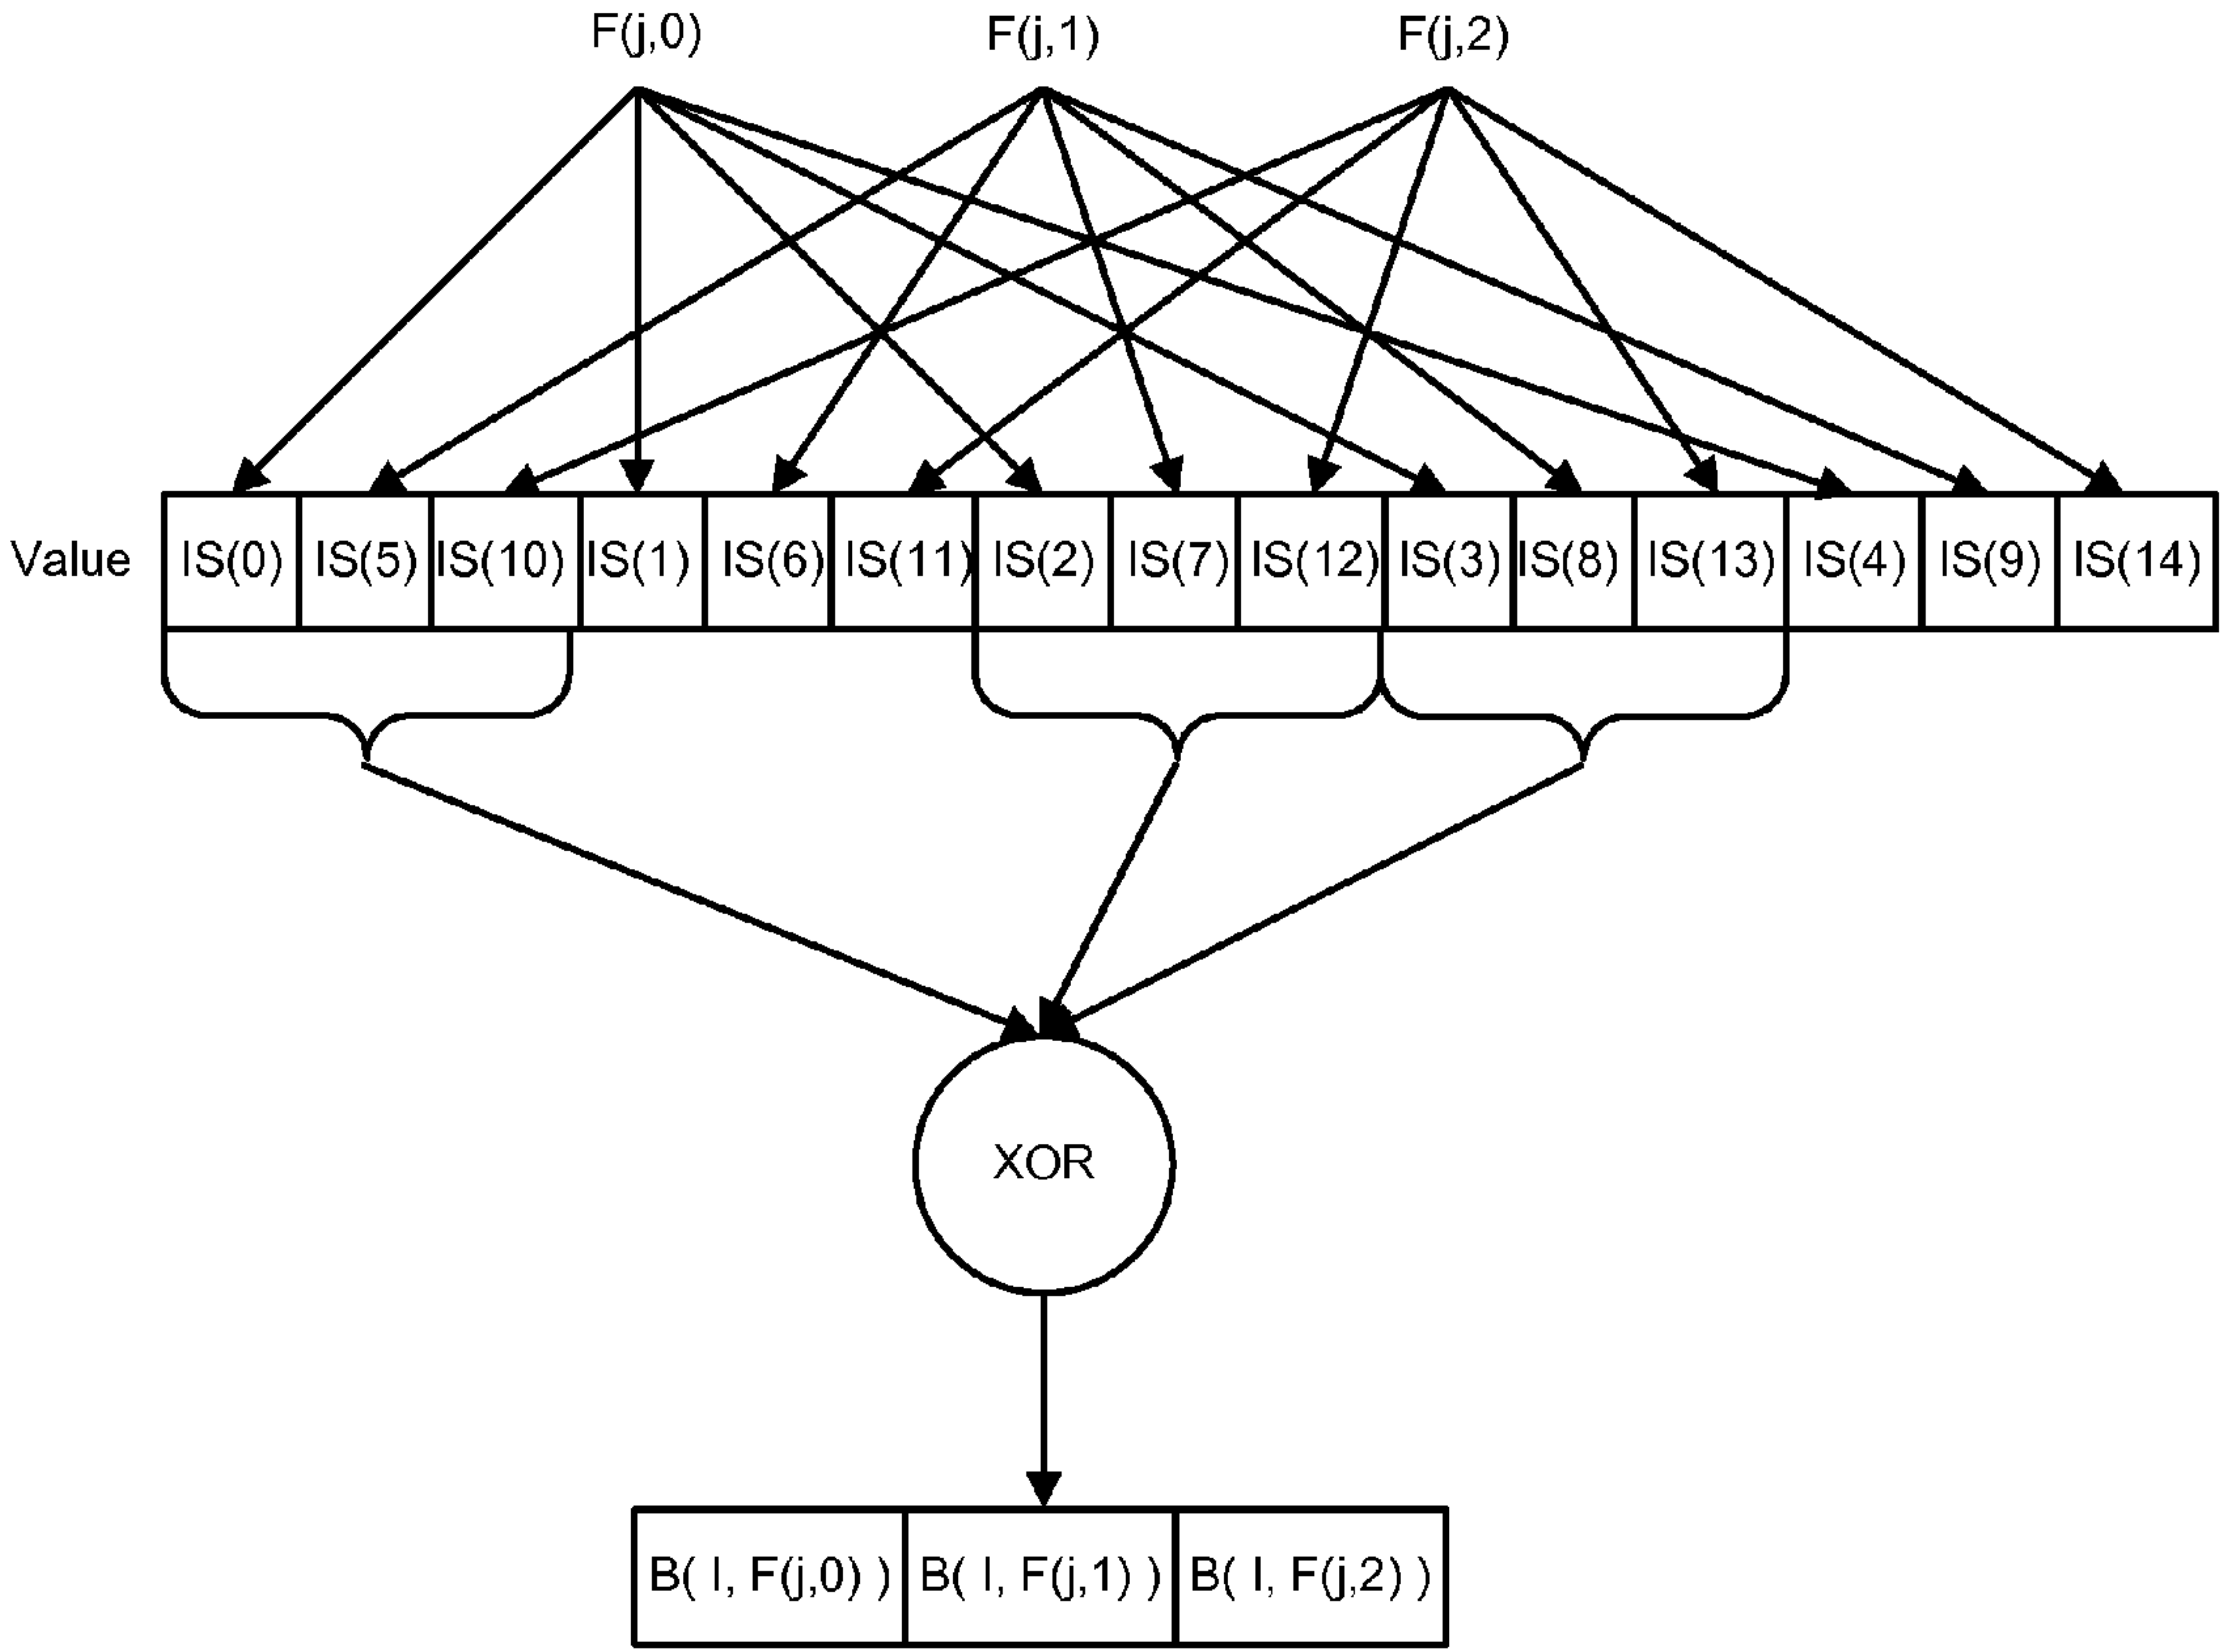 F(j,0) F(j,1) F(j,2)
Value IS(0) IS(5) IS(10) IS(1) IS(6) IS(11) IS(2) IS(7) IS(12) IS(3) IS(8) IS(13) IS(4) IS(9) IS(14)
XOR
B( I, F(j,0) ) B( I, F(j,1) ) B( I, F(j,2) )